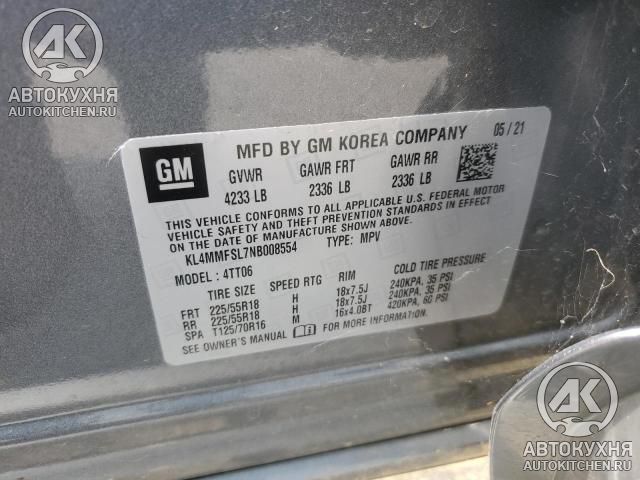 AK
АВТОКУХНЯ
AUTOKITCHEN.RU
GM
MFD BY GM KOREA COMPANY 05 / 21
GVWR GAWR FRT GAWR RR
4233 LB 2336 LB 2336 LB
THIS VEHICLE CONFORMS TO ALL APPLICABLE U.S. FEDERAL MOTOR
VEHICLE SAFETY AND THEFT PREVENTION STANDARDS IN EFFECT
ON THE DATE OF MANUFACTURE SHOWN ABOVE.
KL4MMFSL7NB008554 TYPE: MPV
MODEL: 4TT06
TIRE SIZE SPEED RTG RIM COLD TIRE PRESSURE
FRT 225/55R18 H 18x7.5J 240KPA, 35 PSI
RR 225/55R18 H 18x7.5J 240KPA, 35 PSI
SPA T125/70R16 M 16x4.0BT 420KPA, 60 PSI
SEE OWNER'S MANUAL FOR MORE INFORMATION
AK
АВТОКУХНЯ
AUTOKITCHEN.RU